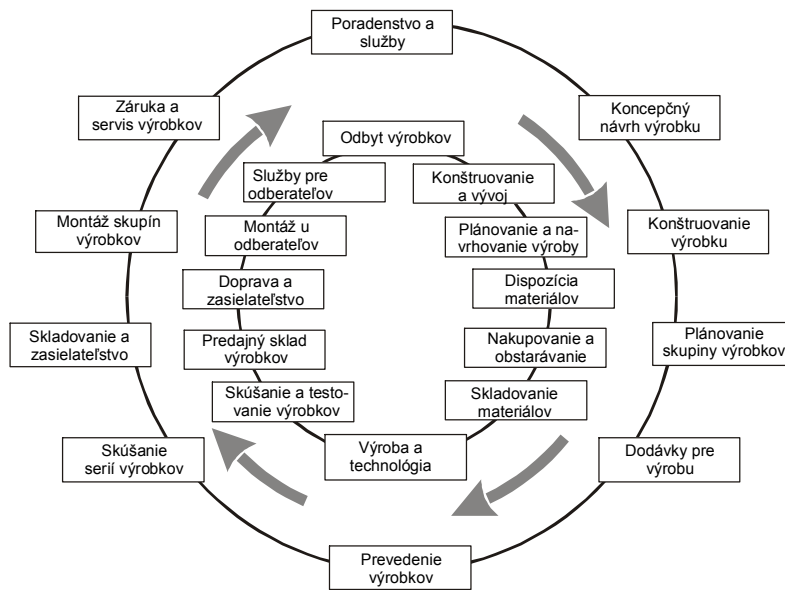 Poradenstvo a
služby
Záruka a
servis výrobkov
Koncepčný
návrh výrobku
Odbyt výrobkov
Služby pre
odberateľov
Konštruovanie
a vývoj
Montáž skupín
výrobkov
Montáž u
odberateľov
Plánovanie a na-
vrhovanie výroby
Konštruovanie
výrobku
Doprava a
zasielateľstvo
Dispozícia
materiálov
Skladovanie a
zasielateľstvo
Predajný sklad
výrobkov
Nakupovanie a
obstarávanie
Plánovanie
skupiny výrobkov
Skúšanie a testo-
vanie výrobkov
Skladovanie
materiálov
Skúšanie
serií výrobkov
Výroba a
technológia
Dodávky pre
výrobu
Prevedenie
výrobkov